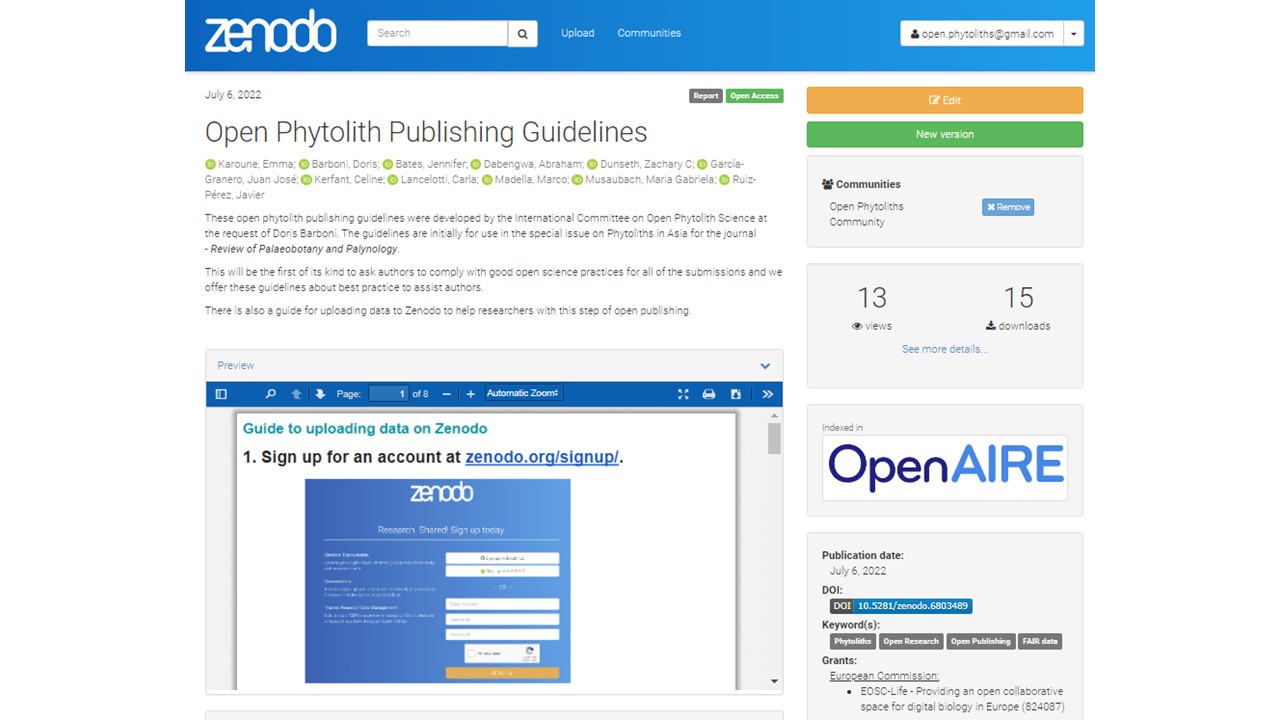 zenodo
Search
Upload
Communities
open.phytoliths@gmail.com
July 6, 2022
Report
Open Access
Open Phytolith Publishing Guidelines
Karoune, Emma; Barboni, Doris; Bates, Jennifer; Dabengwa, Abraham; Dunseth, Zachary C; García-
Granero, Juan José; Kerfant, Celine; Lancelotti, Carla; Madella, Marco; Musaubach, Maria Gabriela; Ruiz-
Pérez, Javier
These open phytolith publishing guidelines were developed by the International Committee on Open Phytolith Science at
the request of Doris Barboni. The guidelines are initially for use in the special issue on Phytoliths in Asia for the journal
- Review of Palaeobotany and Palynology.
This will be the first of its kind to ask authors to comply with good open science practices for all of the submissions and we
offer these guidelines about best practice to assist authors.
There is also a guide for uploading data to Zenodo to help researchers with this step of open publishing.
Preview
Page: 1 of 8
Automatic Zoom
Guide to uploading data on Zenodo
1. Sign up for an account at zenodo.org/signup/.
zenodo
Research. Shared! Sign up today.
Edit
New version
Communities
Open Phytoliths
Community
Remove
13
views
15
downloads
See more details...
Indexed in
OpenAIRE
Publication date:
July 6, 2022
DOI:
DOI 10.5281/zenodo.6803489
Keyword(s):
Phytoliths Open Research Open Publishing FAIR data
Grants:
European Commission:
EOSC-Life - Providing an open collaborative
space for digital biology in Europe (824087)